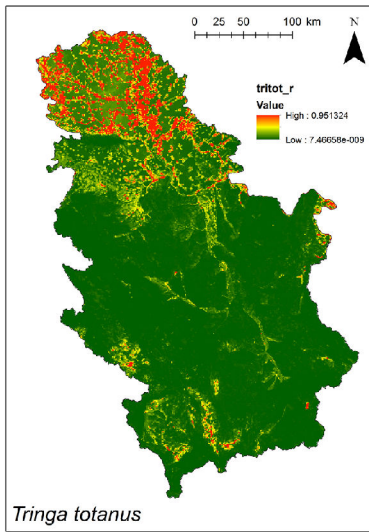 0 25 50 100 km
N
tritot_r
Value
High : 0.951324
Low : 7.46658e-009
Tringa totanus